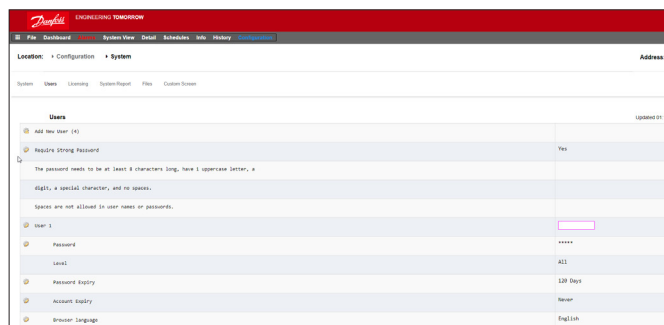 Danfoss ENGINEERING TOMORROW
File Dashboard System View Detail Schedules Info History Configuration
Location: Configuration System Address
System Users Licensing System Report Files Custom Screen
Users Updated 01:
Add New User (4)
Require Strong Password Yes
The password needs to be at least 8 characters long, have 1 uppercase letter, a
digit, a special character, and no spaces.
Spaces are not allowed in user names or passwords.
User 1
Password *****
Level All
Password Expiry 120 Days
Account Expiry Never
Browser language English